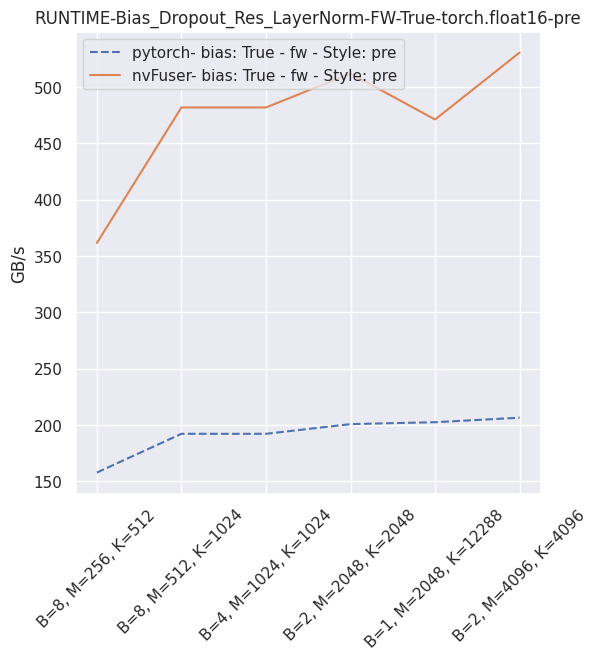 RUNTIME-Bias_Dropout_Res_LayerNorm-FW-True-torch.float16-pre
pytorch- bias: True - fw - Style: pre
nvFuser- bias: True - fw - Style: pre
GB/s
500
450
400
350
300
250
200
150
B=8, M=256, K=512
B=8, M=512, K=1024
B=4, M=1024, K=1024
B=2, M=2048, K=2048
B=1, M=2048, K=12288
B=2, M=4096, K=4096